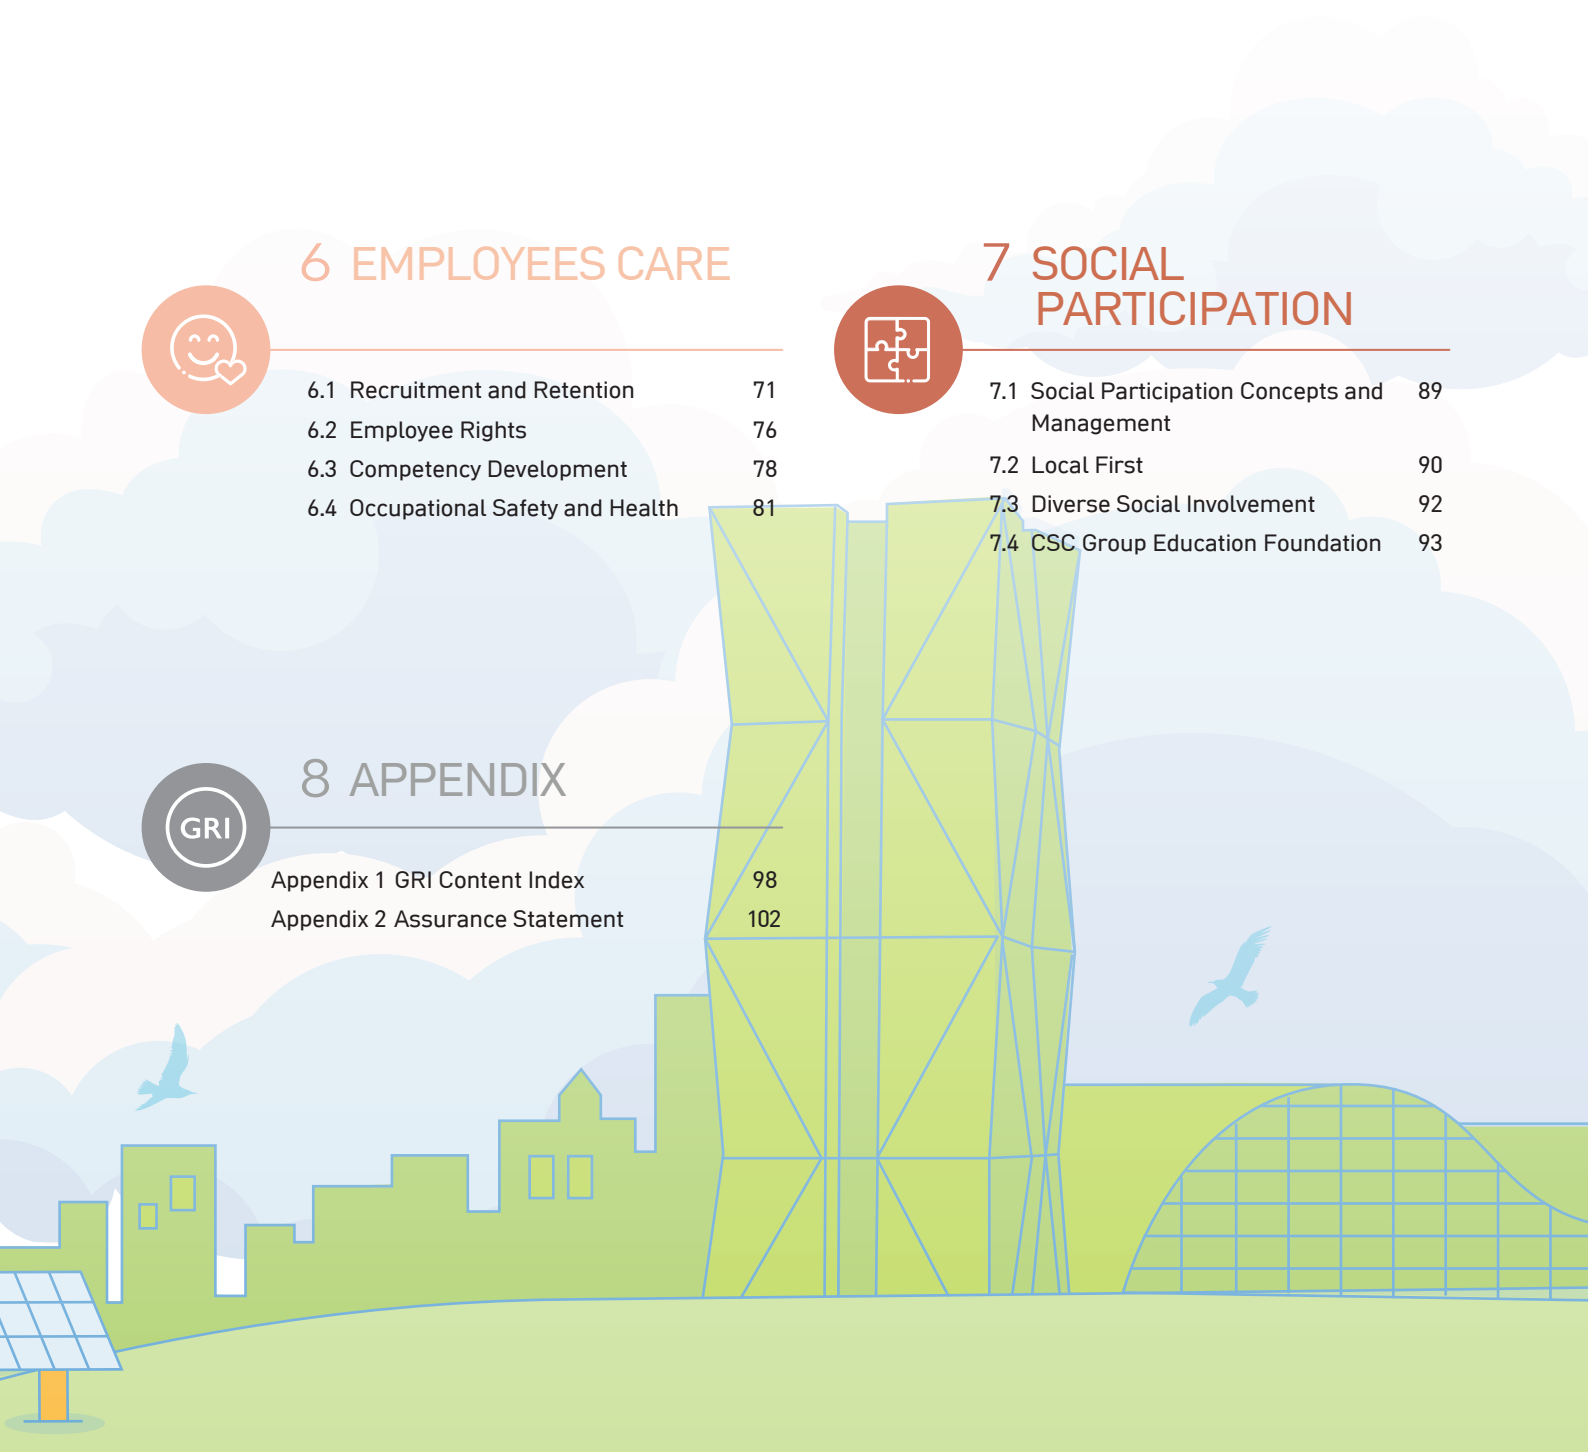 6 EMPLOYEES CARE
6.1 Recruitment and Retention 71
6.2 Employee Rights 76
6.3 Competency Development 78
6.4 Occupational Safety and Health 81
7 SOCIAL
PARTICIPATION
7.1 Social Participation Concepts and 89
Management
7.2 Local First 90
7.3 Diverse Social Involvement 92
7.4 CSC Group Education Foundation 93
8 APPENDIX
GRI
Appendix 1 GRI Content Index 98
Appendix 2 Assurance Statement 102